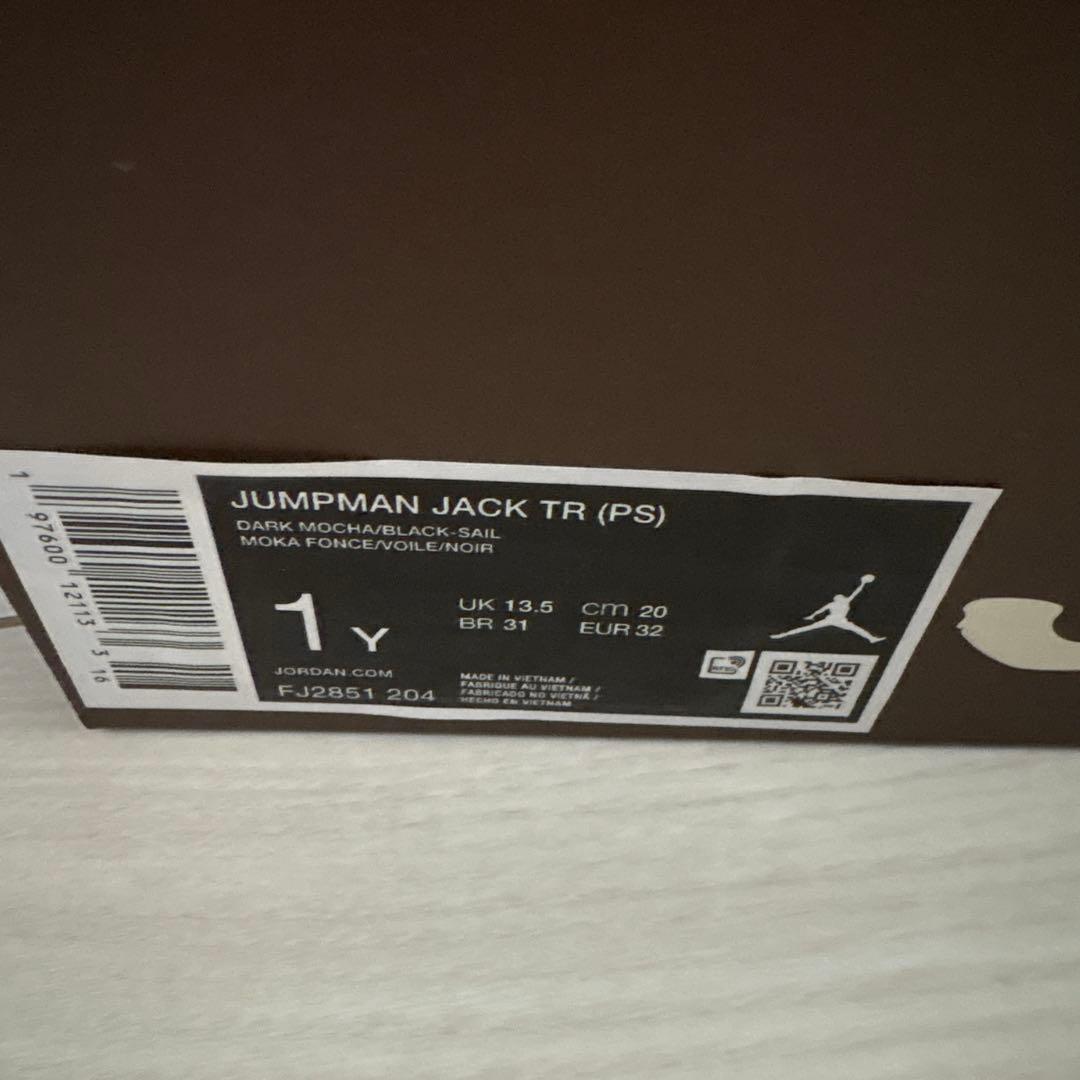 JUMPMAN JACK TR (PS)
DARK MOCHA/BLACK-SAIL
MOKA FONCE/VOILE/NOIR
1 Y
UK 13.5 cm 20
BR 31 EUR 32
JORDAN.COM
FJ2851 204
MADE IN VIETNAM /
FABRIQUE AU VIETNAM /
FABRICADO NO VIETNÃ /
HECHO EN VIETNAM
1 97600 12113 3 16